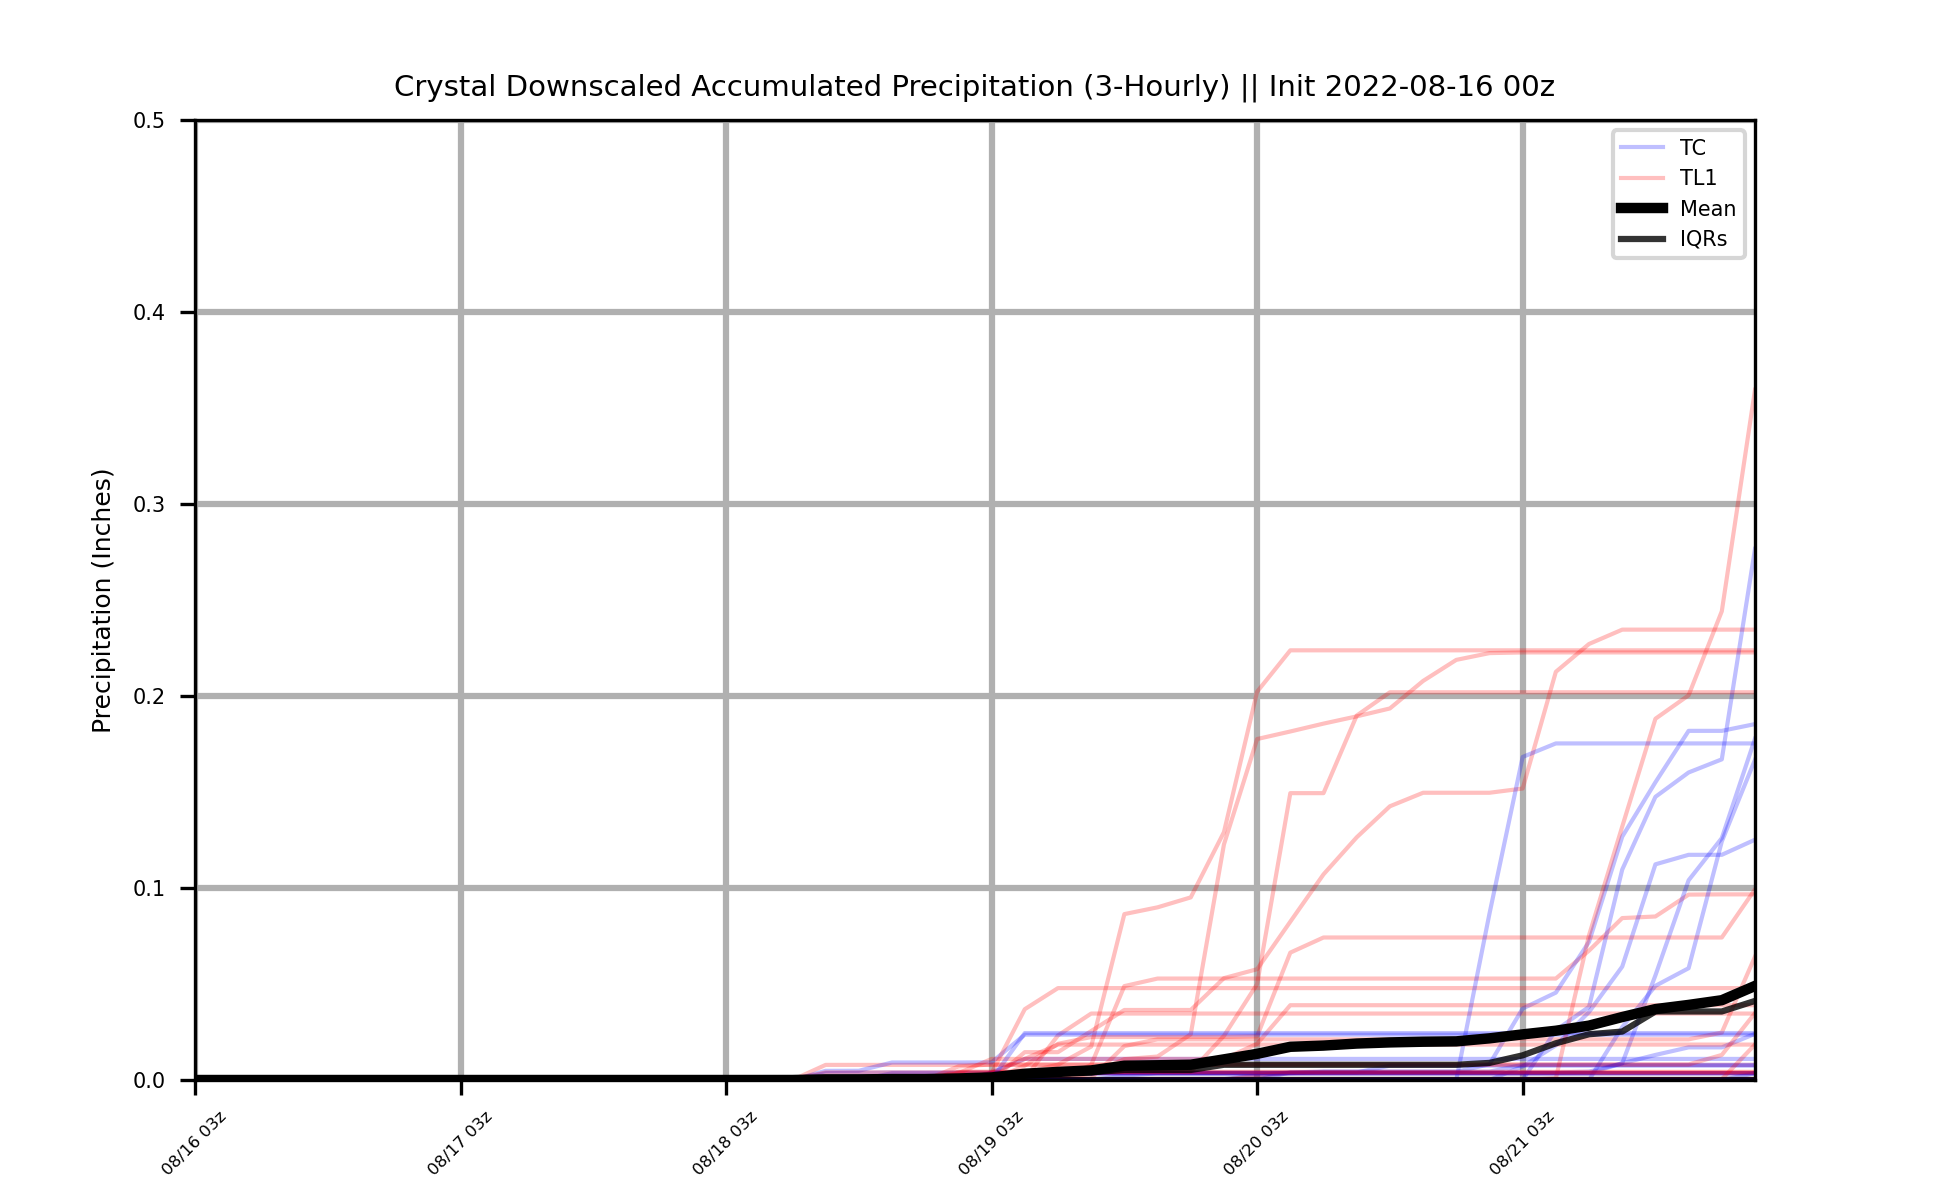 Crystal Downscaled Accumulated Precipitation (3-Hourly) || Init 2022-08-16 00z
Precipitation (Inches)
0.5
0.4
0.3
0.2
0.1
0.0
TC
TL1
Mean
IQRs
08/16 03z
08/17 03z
08/18 03z
08/19 03z
08/20 03z
08/21 03z